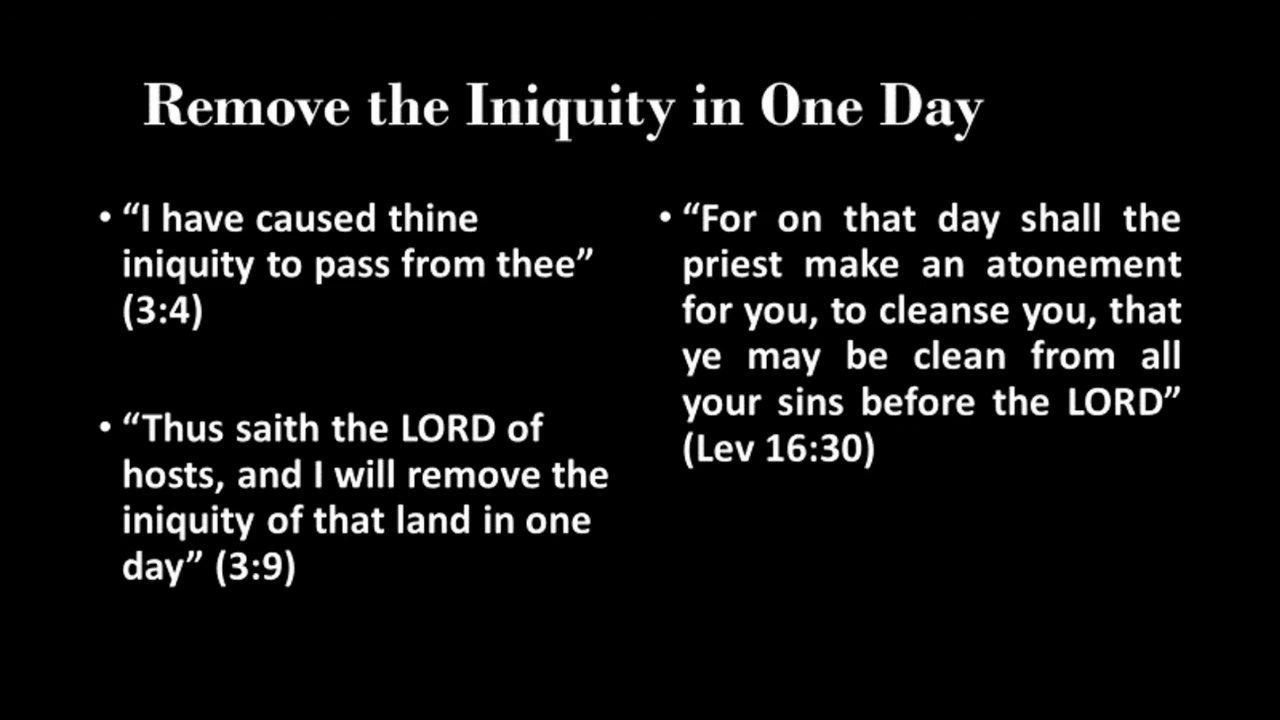 Remove the Iniquity in One Day
• “I have caused thine
iniquity to pass from thee”
(3:4)
• “Thus saith the LORD of
hosts, and I will remove the
iniquity of that land in one
day” (3:9)
• “For on that day shall the
priest make an atonement
for you, to cleanse you, that
ye may be clean from all
your sins before the LORD”
(Lev 16:30)